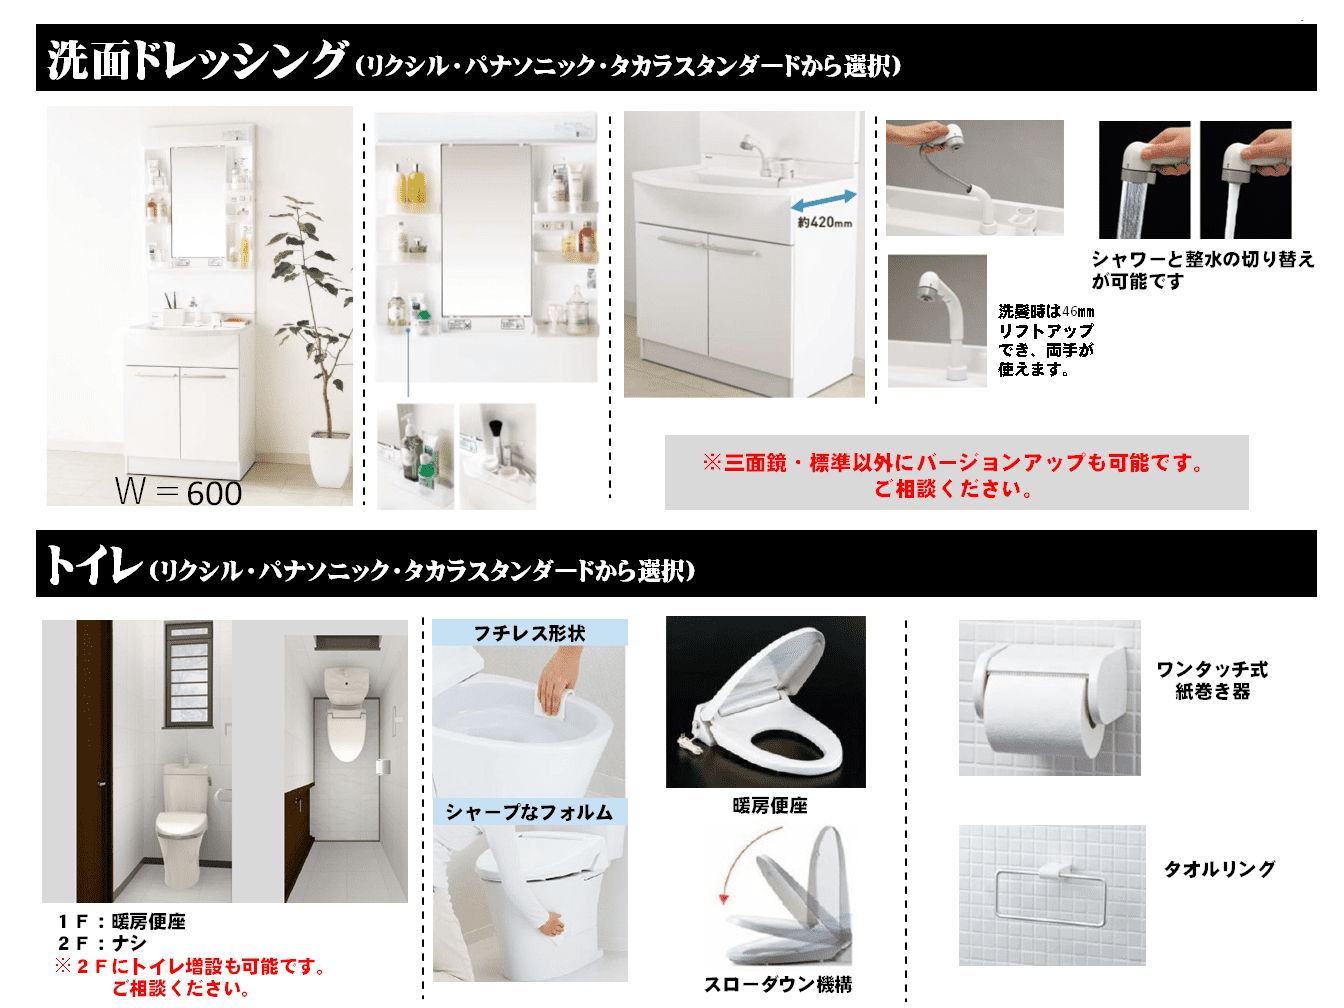 洗面ドレッシング(リクシル・パナソニック・タカラスタンダードから選択)
W=600
約420mm
シャワーと整水の切り替え
が可能です
洗髪時は46㎜
リフトアップ
でき、両手が
使えます。
※三面鏡・標準以外にバージョンアップも可能です。
ご相談ください。
トイレ(リクシル・パナソニック・タカラスタンダードから選択)
フチレス形状
シャープなフォルム
暖房便座
スローダウン機構
ワンタッチ式
紙巻き器
タオルリング
1F:暖房便座
2F:ナシ
※2Fにトイレ増設も可能です。
ご相談ください。